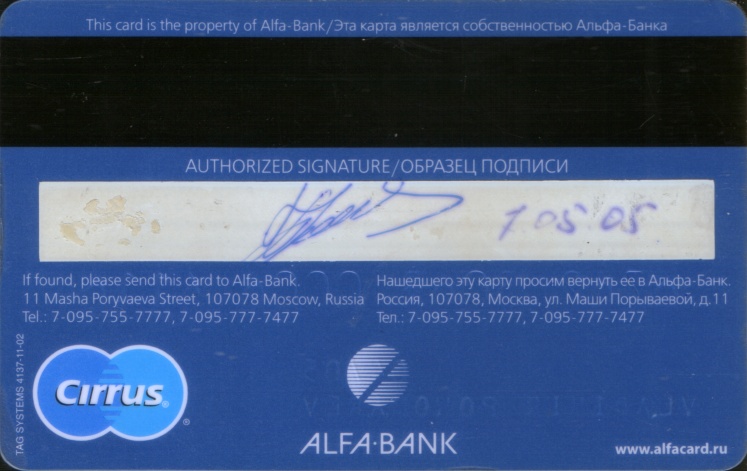 This card is the property of Alfa-Bank/Эта карта является собственностью Альфа-Банка
AUTHORIZED SIGNATURE/ОБРАЗЕЦ ПОДПИСИ
1 05 05
If found, please send this card to Alfa-Bank.
11 Masha Poryvaeva Street, 107078 Moscow, Russia
Tel.: 7-095-755-7777, 7-095-777-7477
Нашедшего эту карту просим вернуть ее в Альфа-Банк.
Россия, 107078, Москва, ул. Маши Порываевой, д.11
Тел.: 7-095-755-7777, 7-095-777-7477
TAG SYSTEMS 4137-11-02
Cirrus®
ALFA·BANK
www.alfacard.ru